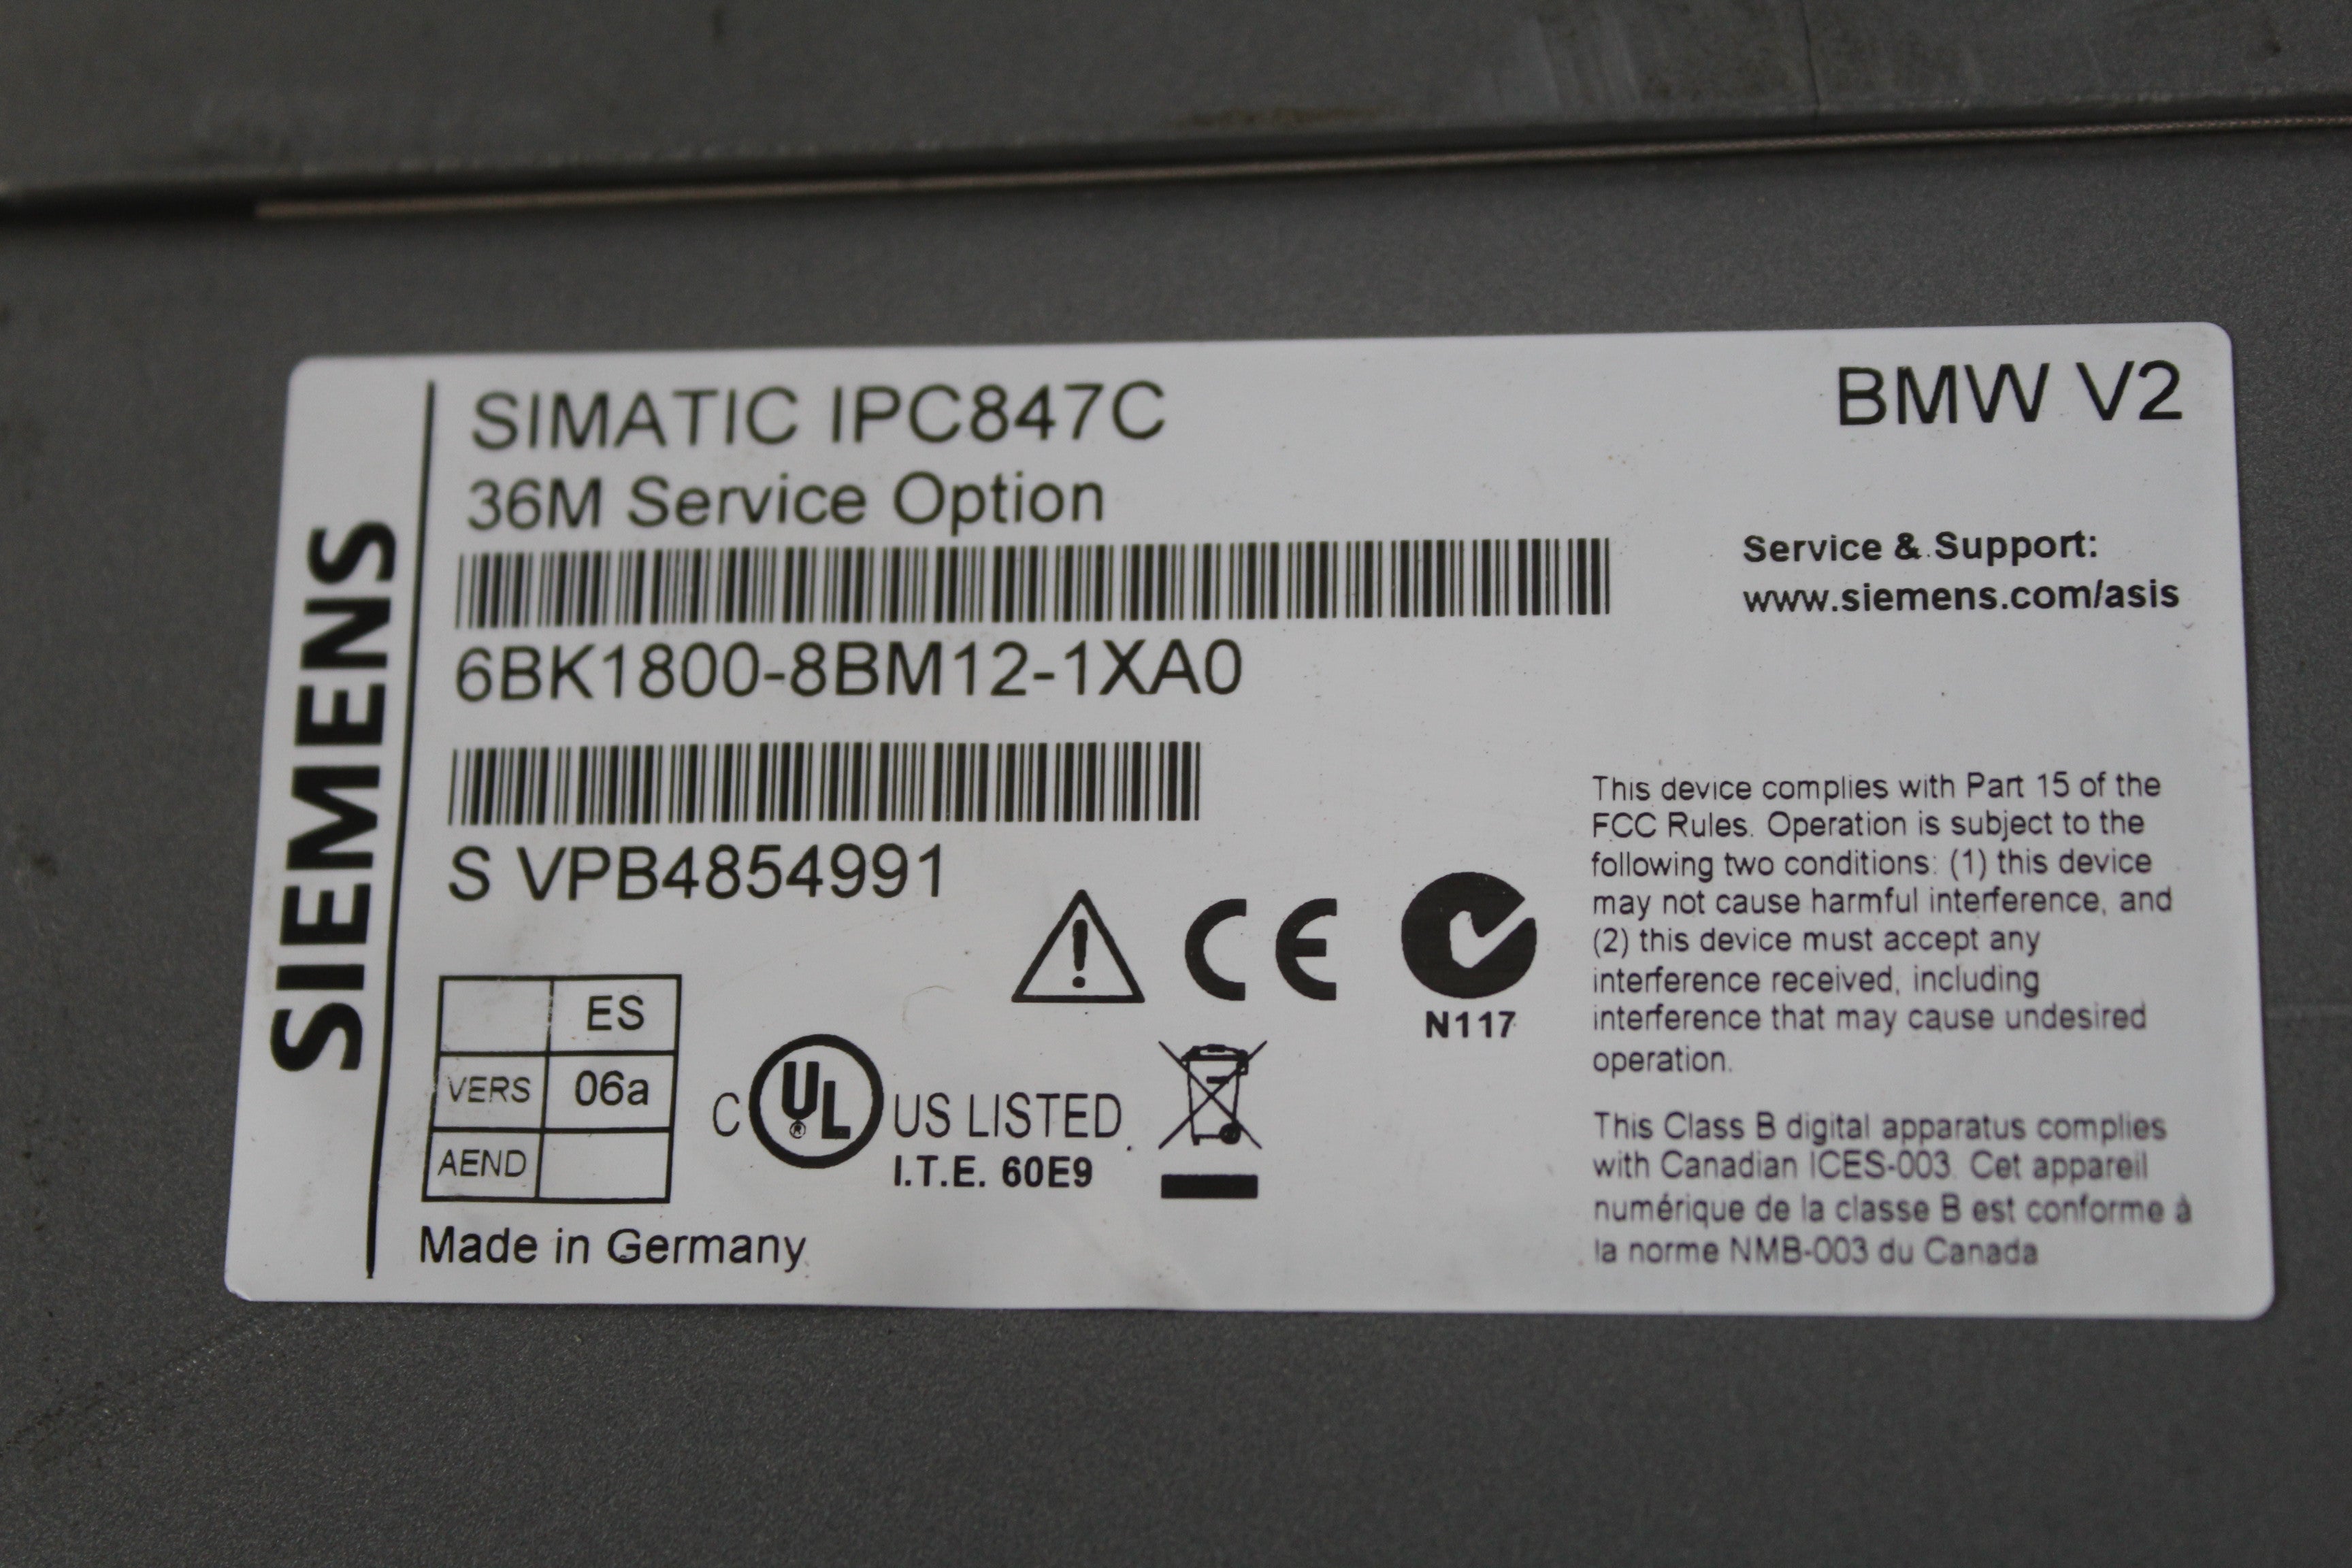 SIEMENS
SIMATIC IPC847C
BMW V2
36M Service Option
Service & Support:
www.siemens.com/asis
6BK1800-8BM12-1XA0
S VPB4854991
This device complies with Part 15 of the
FCC Rules. Operation is subject to the
following two conditions: (1) this device
may not cause harmful interference, and
(2) this device must accept any
interference received, including
interference that may cause undesired
operation.
N117
ES
VERS 06a
AEND
C UL ® US LISTED
I.T.E. 60E9
CE
This Class B digital apparatus complies
with Canadian ICES-003. Cet appareil
numérique de la classe B est conforme à
la norme NMB-003 du Canada
Made in Germany